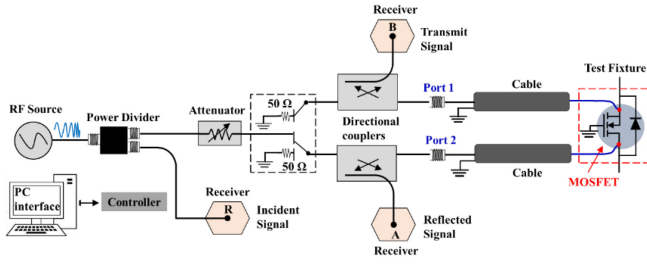 Receiver
B
Transmit
Signal
Test Fixture
RF Source
Power Divider
Attenuator
50 Ω
Directional
couplers
Port 1
Cable
50 Ω
Port 2
Cable
MOSFET
PC
interface
Controller
Receiver
R
Incident
Signal
Reflected
Signal
A
Receiver